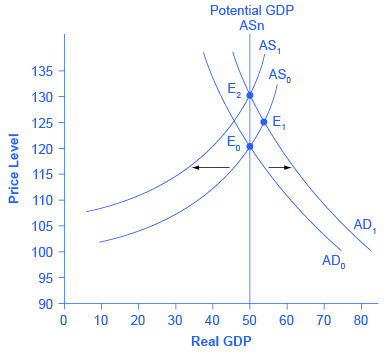 Potential GDP
ASn
AS₁
AS₀
E₂
E₁
E₀
AD₁
AD₀
Price Level
135
130
125
120
115
110
105
100
95
90
0 10 20 30 40 50 60 70 80
Real GDP